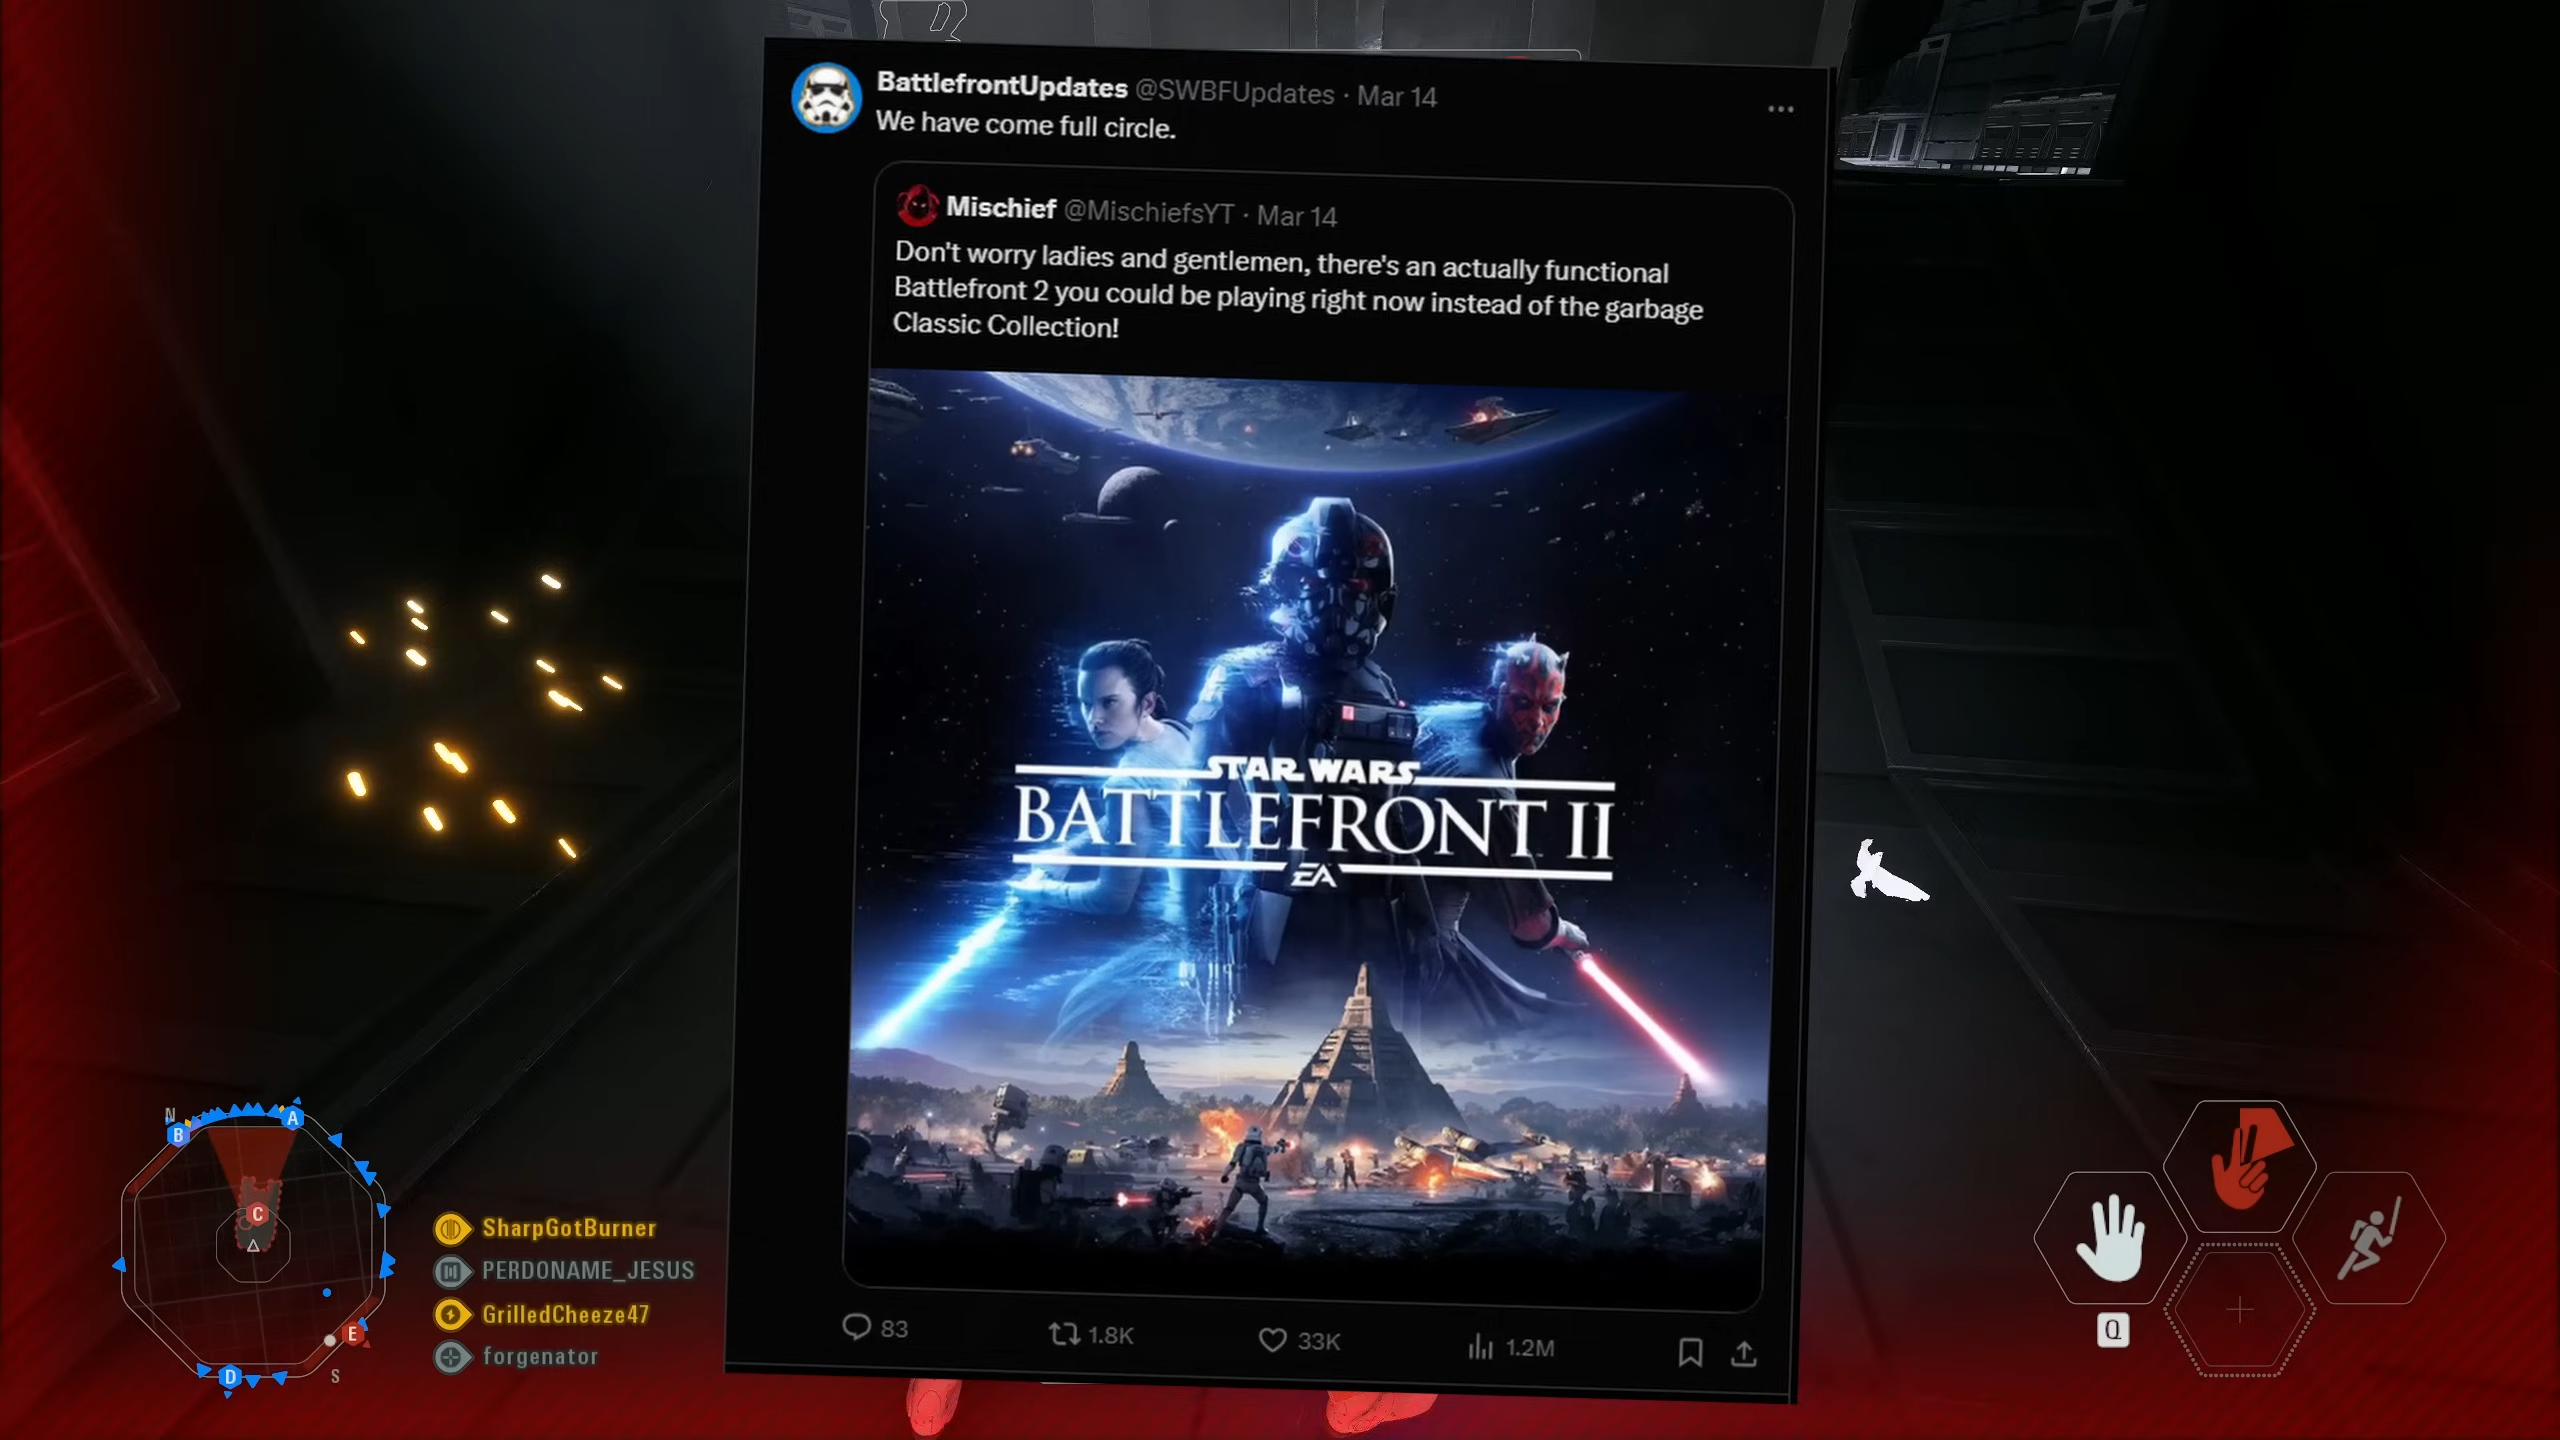 BattlefrontUpdates @SWBFUpdates · Mar 14
We have come full circle.
Mischief @MischiefsYT · Mar 14
Don't worry ladies and gentlemen, there's an actually functional
Battlefront 2 you could be playing right now instead of the garbage
Classic Collection!
STAR WARS
BATTLEFRONT II
EA
83 1.8K 33K 1.2M
N
B
A
C
E
D
S
SharpGotBurner
PERDONAME_JESUS
GrilledCheeze47
forgenator
Q